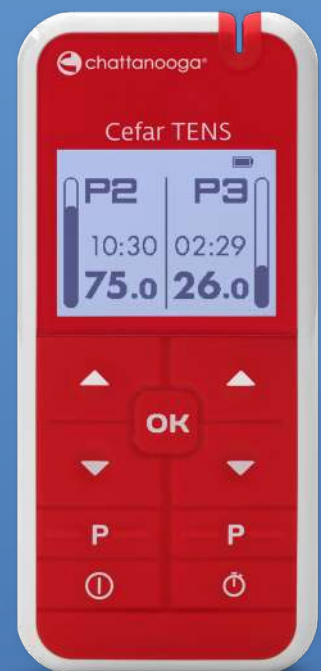 chattanooga®
Cefar TENS
P2 P3
10:30 02:29
75.0 26.0
OK
P P